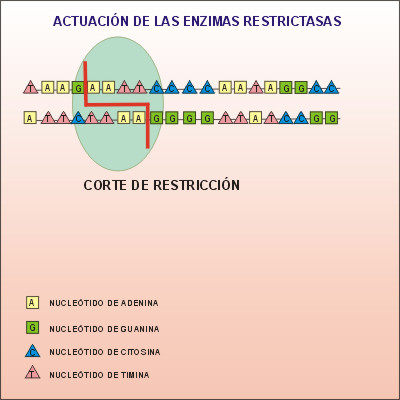 ACTUACIÓN DE LAS ENZIMAS RESTRICTASAS
T A A G A A T T C C C C A A T A G G C C
A T T C T T A A G G G G T T A T C C G G
CORTE DE RESTRICCIÓN
A NUCLEÓTIDO DE ADENINA
G NUCLEÓTIDO DE GUANINA
C NUCLEÓTIDO DE CITOSINA
T NUCLEÓTIDO DE TIMINA